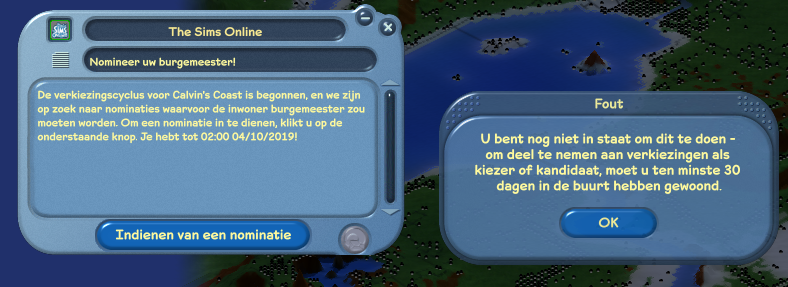 The Sims Online
Nomineer uw burgemeester!
De verkiezingscyclus voor Calvin's Coast is begonnen, en we zijn
op zoek naar nominaties waarvoor de inwoner burgemeester zou
moeten worden. Om een nominatie in te dienen, klikt u op de
onderstaande knop. Je hebt tot 02:00 04/10/2019!
Indienen van een nominatie
Fout
U bent nog niet in staat om dit te doen -
om deel te nemen aan verkiezingen als
kiezer of kandidaat, moet u ten minste 30
dagen in de buurt hebben gewoond.
OK